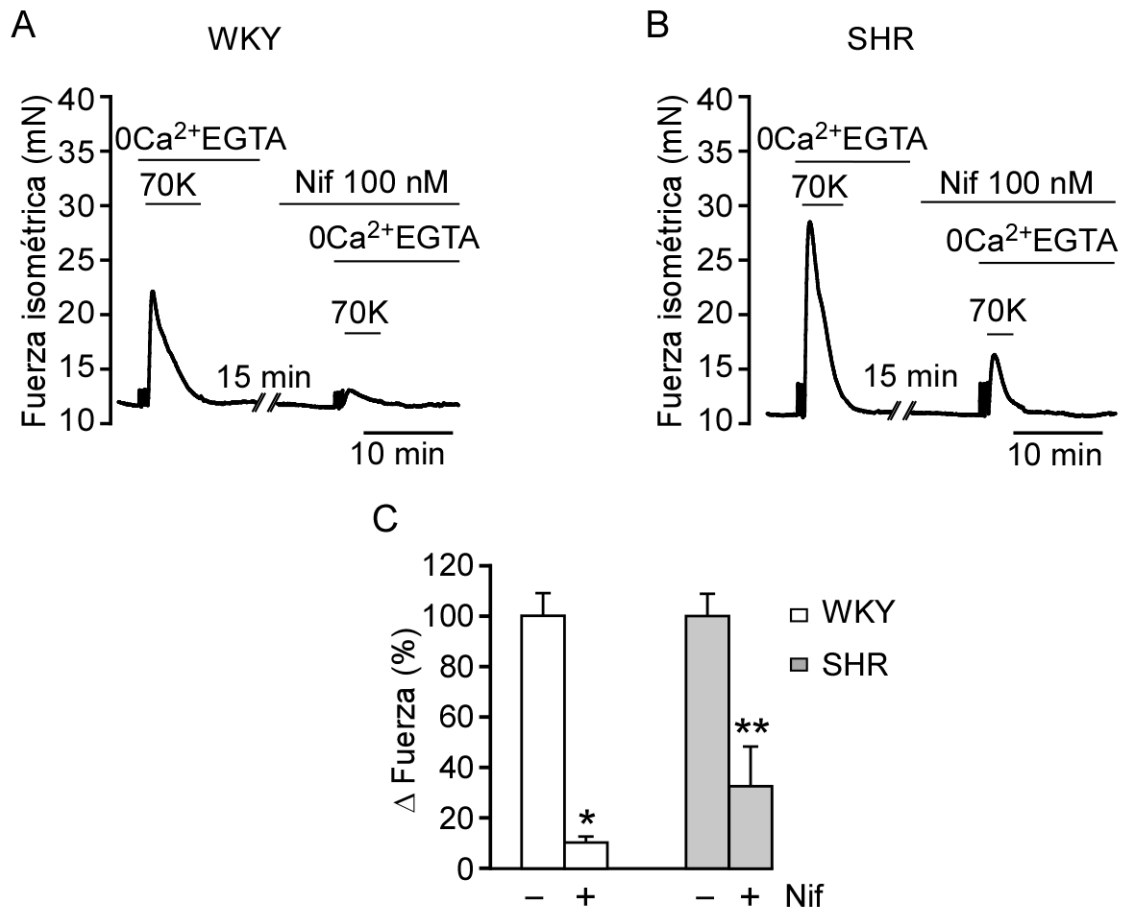 A
WKY
Fuerza isométrica (mN)
40
35
30
25
20
15
10
0Ca²⁺EGTA
70K
Nif 100 nM
0Ca²⁺EGTA
70K
15 min
10 min
B
SHR
Fuerza isométrica (mN)
40
35
30
25
20
15
10
0Ca²⁺EGTA
70K
Nif 100 nM
0Ca²⁺EGTA
70K
15 min
10 min
C
Δ Fuerza (%)
120
100
80
60
40
20
0
*
**
WKY
SHR
– + – + Nif